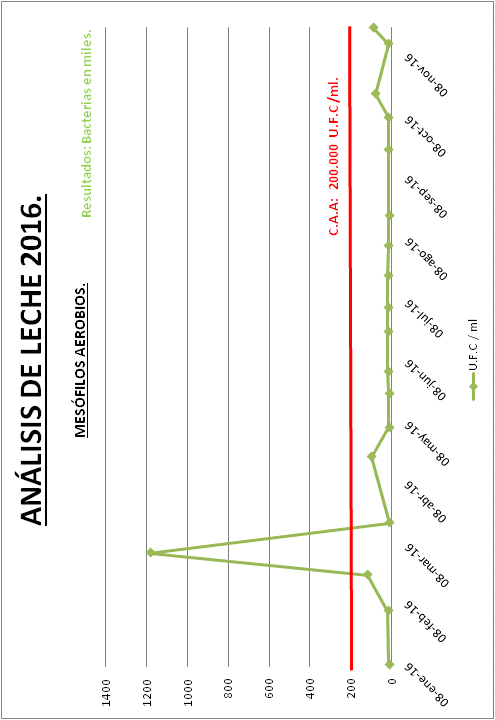 ANÁLISIS DE LECHE 2016.
MESÓFILOS AEROBIOS.
Resultados: Bacterias en miles.
C.A.A: 200.000 U.F.C /ml.
1400
1200
1000
800
600
400
200
0
08-ene-16
08-feb-16
08-mar-16
08-abr-16
08-may-16
08-jun-16
08-jul-16
08-ago-16
08-sep-16
08-oct-16
08-nov-16
U.F.C / ml